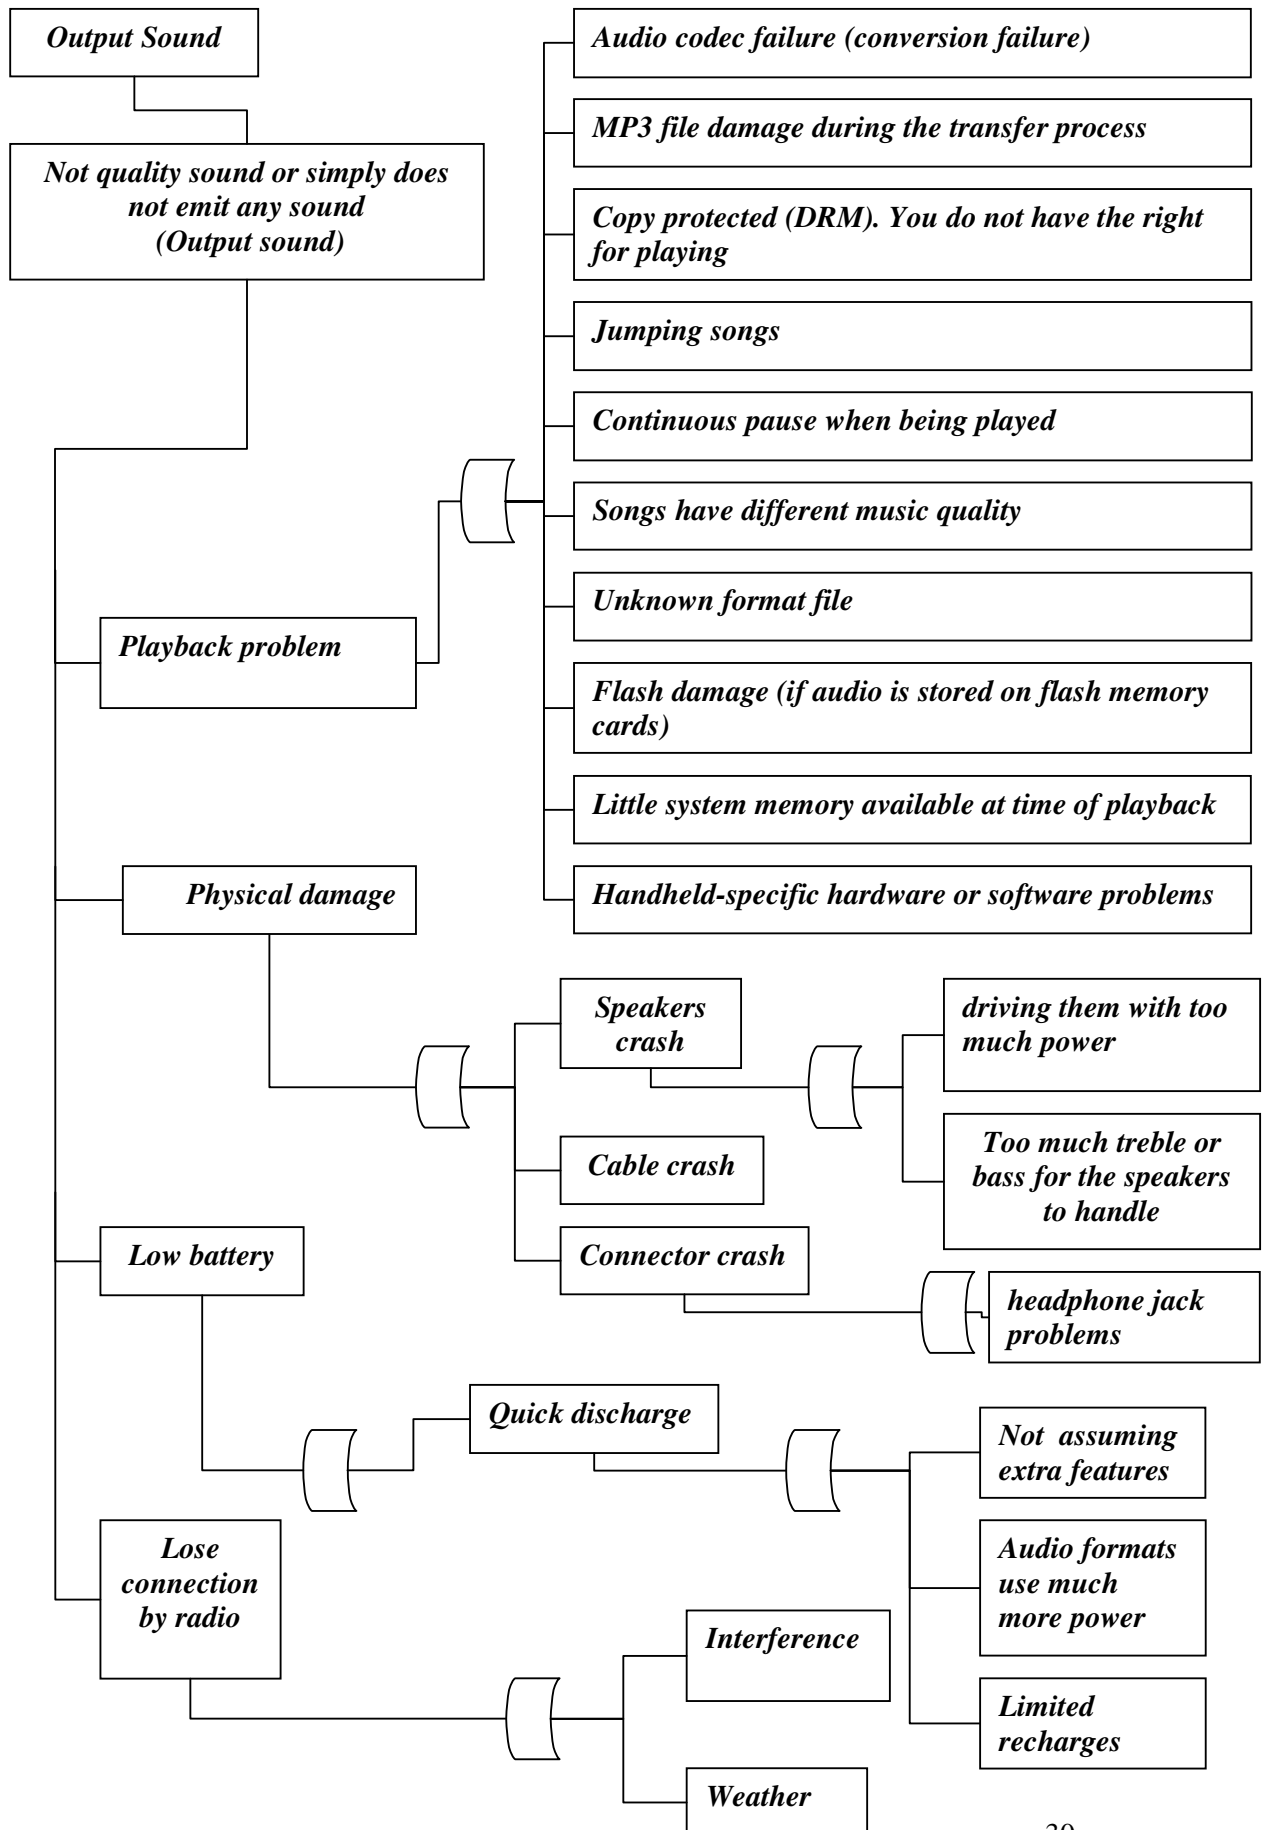 Output Sound
Not quality sound or simply does
not emit any sound
(Output sound)
Audio codec failure (conversion failure)
MP3 file damage during the transfer process
Copy protected (DRM). You do not have the right
for playing
Jumping songs
Continuous pause when being played
Songs have different music quality
Unknown format file
Flash damage (if audio is stored on flash memory
cards)
Little system memory available at time of playback
Handheld-specific hardware or software problems
Playback problem
Physical damage
Speakers
crash
driving them with too
much power
Too much treble or
bass for the speakers
to handle
Cable crash
Connector crash
headphone jack
problems
Low battery
Quick discharge
Not assuming
extra features
Audio formats
use much
more power
Limited
recharges
Lose
connection
by radio
Interference
Weather